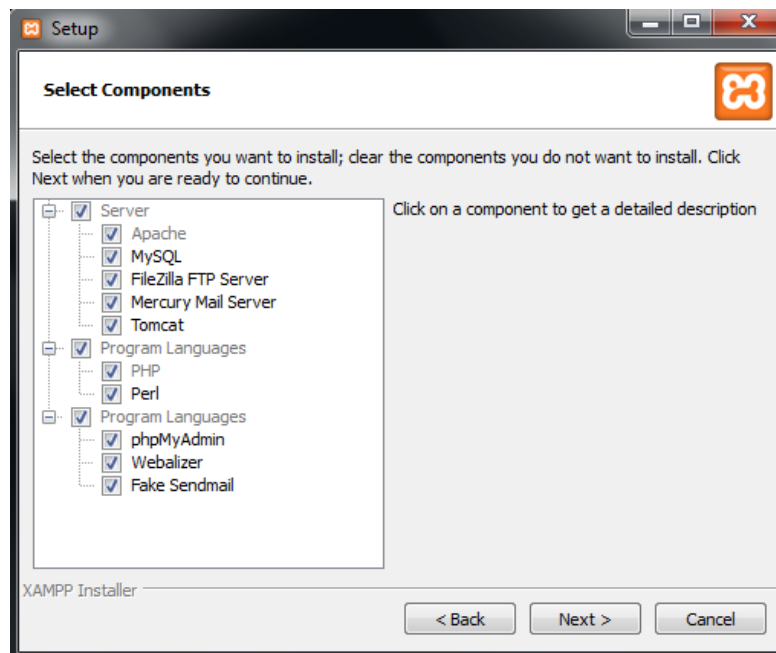 Setup
Select Components
Select the components you want to install; clear the components you do not want to install. Click
Next when you are ready to continue.
Server
Apache
MySQL
FileZilla FTP Server
Mercury Mail Server
Tomcat
Program Languages
PHP
Perl
Program Languages
phpMyAdmin
Webalizer
Fake Sendmail
Click on a component to get a detailed description
XAMPP Installer
< Back
Next >
Cancel